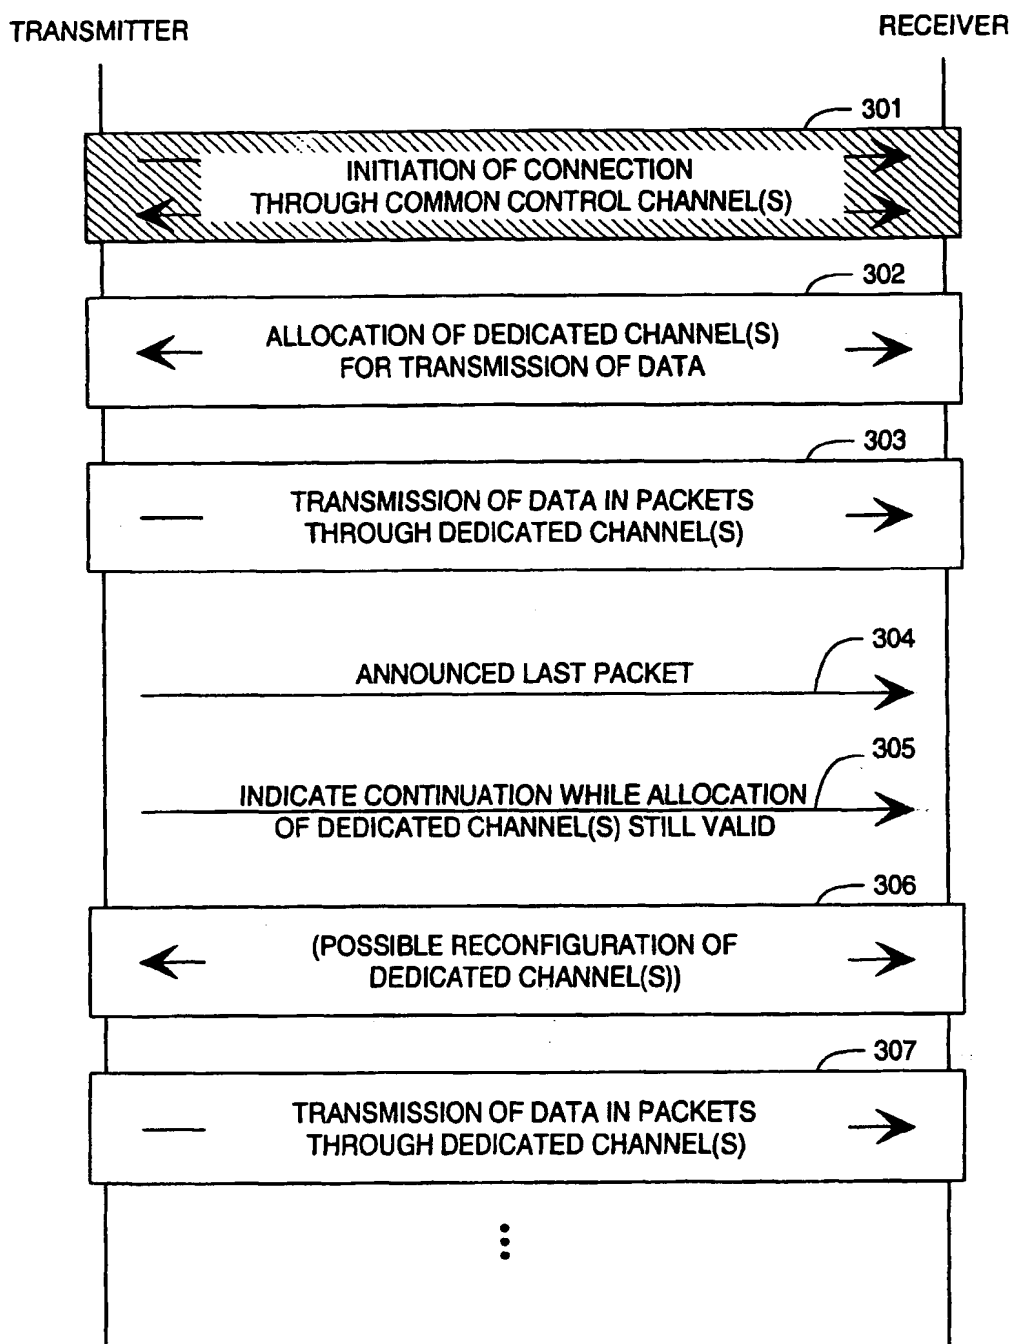 TRANSMITTER
RECEIVER
301
INITIATION OF CONNECTION
THROUGH COMMON CONTROL CHANNEL(S)
302
ALLOCATION OF DEDICATED CHANNEL(S)
FOR TRANSMISSION OF DATA
303
TRANSMISSION OF DATA IN PACKETS
THROUGH DEDICATED CHANNEL(S)
304
ANNOUNCED LAST PACKET
305
INDICATE CONTINUATION WHILE ALLOCATION
OF DEDICATED CHANNEL(S) STILL VALID
306
(POSSIBLE RECONFIGURATION OF
DEDICATED CHANNEL(S))
307
TRANSMISSION OF DATA IN PACKETS
THROUGH DEDICATED CHANNEL(S)